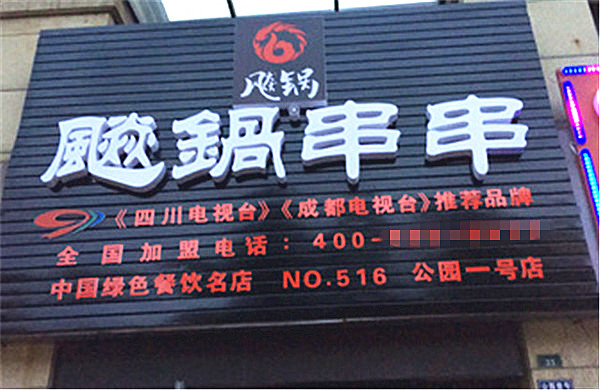 飚锅
飈鍋串串
《四川电视台》《成都电视台》推荐品牌
全国加盟电话：400-
中国绿色餐饮名店 NO.516 公园一号店